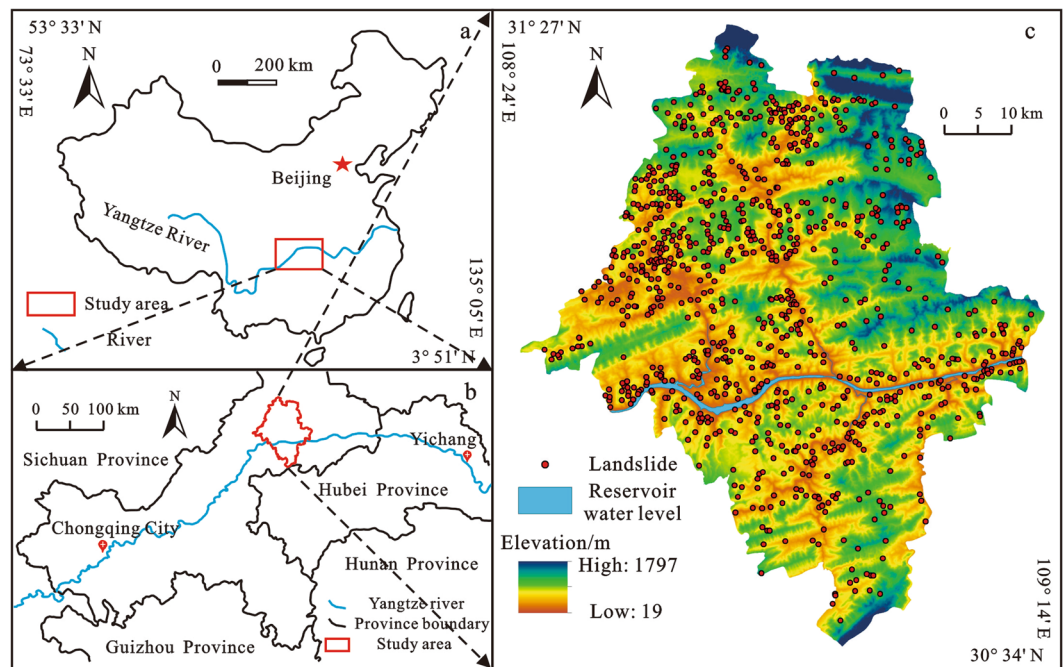 53° 33′ N
73° 33′ E
a
N
0 200 km
Beijing
Yangtze River
Study area
River
135° 05′ E
3° 51′ N
b
0 50 100 km
N
Sichuan Province
Yichang
Hubei Province
Chongqing City
Hunan Province
Guizhou Province
Yangtze river
Province boundary
Study area
31° 27′ N
108° 24′ E
c
N
0 5 10 km
Landslide
Reservoir
water level
Elevation/m
High: 1797
Low: 19
109° 14′ E
30° 34′ N